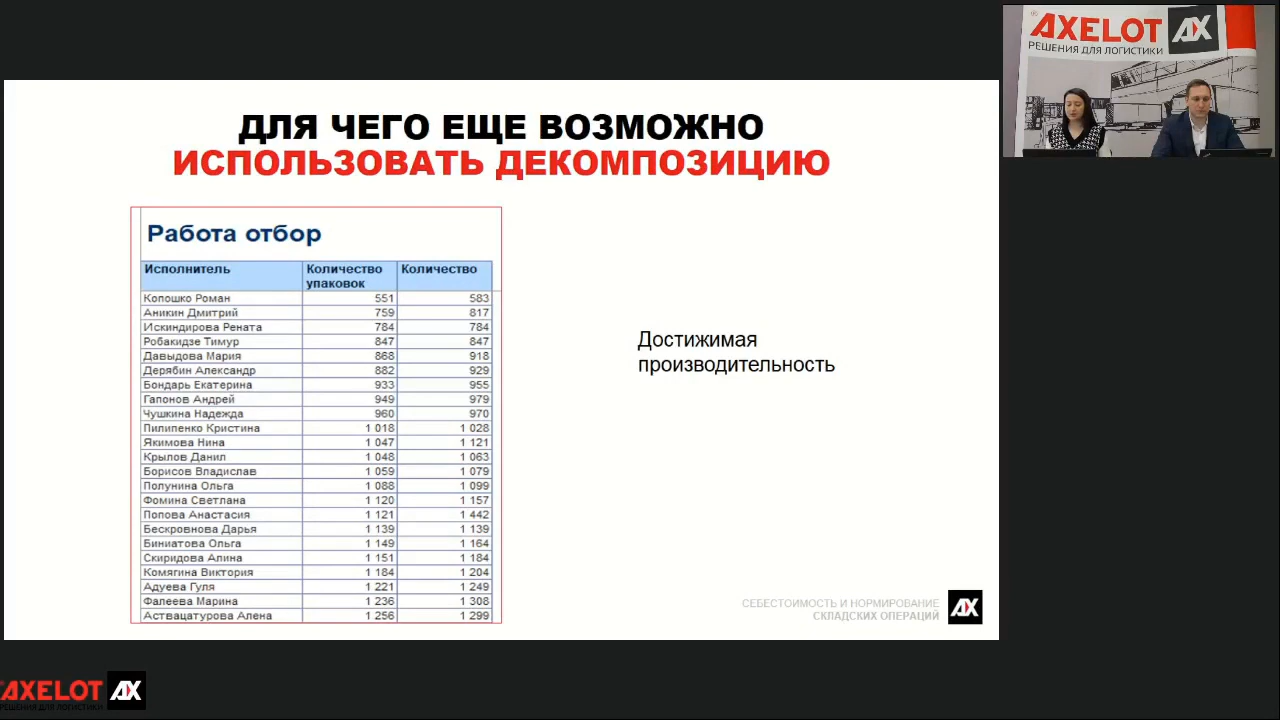 AXELOT AX
РЕШЕНИЯ ДЛЯ ЛОГИСТИКИ
ДЛЯ ЧЕГО ЕЩЕ ВОЗМОЖНО
ИСПОЛЬЗОВАТЬ ДЕКОМПОЗИЦИЮ
Работа отбор
Исполнитель Количество упаковок Количество
Копошко Роман 551 583
Аникин Дмитрий 759 817
Искиндирова Рената 784 784
Робакидзе Тимур 847 847
Давыдова Мария 868 918
Дерябин Александр 882 929
Бондарь Екатерина 933 955
Гапонов Андрей 949 979
Чушкина Надежда 960 970
Пилипенко Кристина 1 018 1 028
Якимова Нина 1 047 1 121
Крылов Данил 1 048 1 063
Борисов Владислав 1 059 1 079
Полунина Ольга 1 088 1 099
Фомина Светлана 1 120 1 157
Попова Анастасия 1 121 1 442
Бескровнова Дарья 1 139 1 139
Биниатова Ольга 1 149 1 164
Скиридова Алина 1 151 1 184
Комягина Виктория 1 184 1 204
Адуева Гуля 1 221 1 249
Фалеева Марина 1 236 1 308
Аствацатурова Алена 1 256 1 299
Достижимая
производительность
СЕБЕСТОИМОСТЬ И НОРМИРОВАНИЕ
СКЛАДСКИХ ОПЕРАЦИЙ
AX
AXELOT AX
РЕШЕНИЯ ДЛЯ ЛОГИСТИКИ